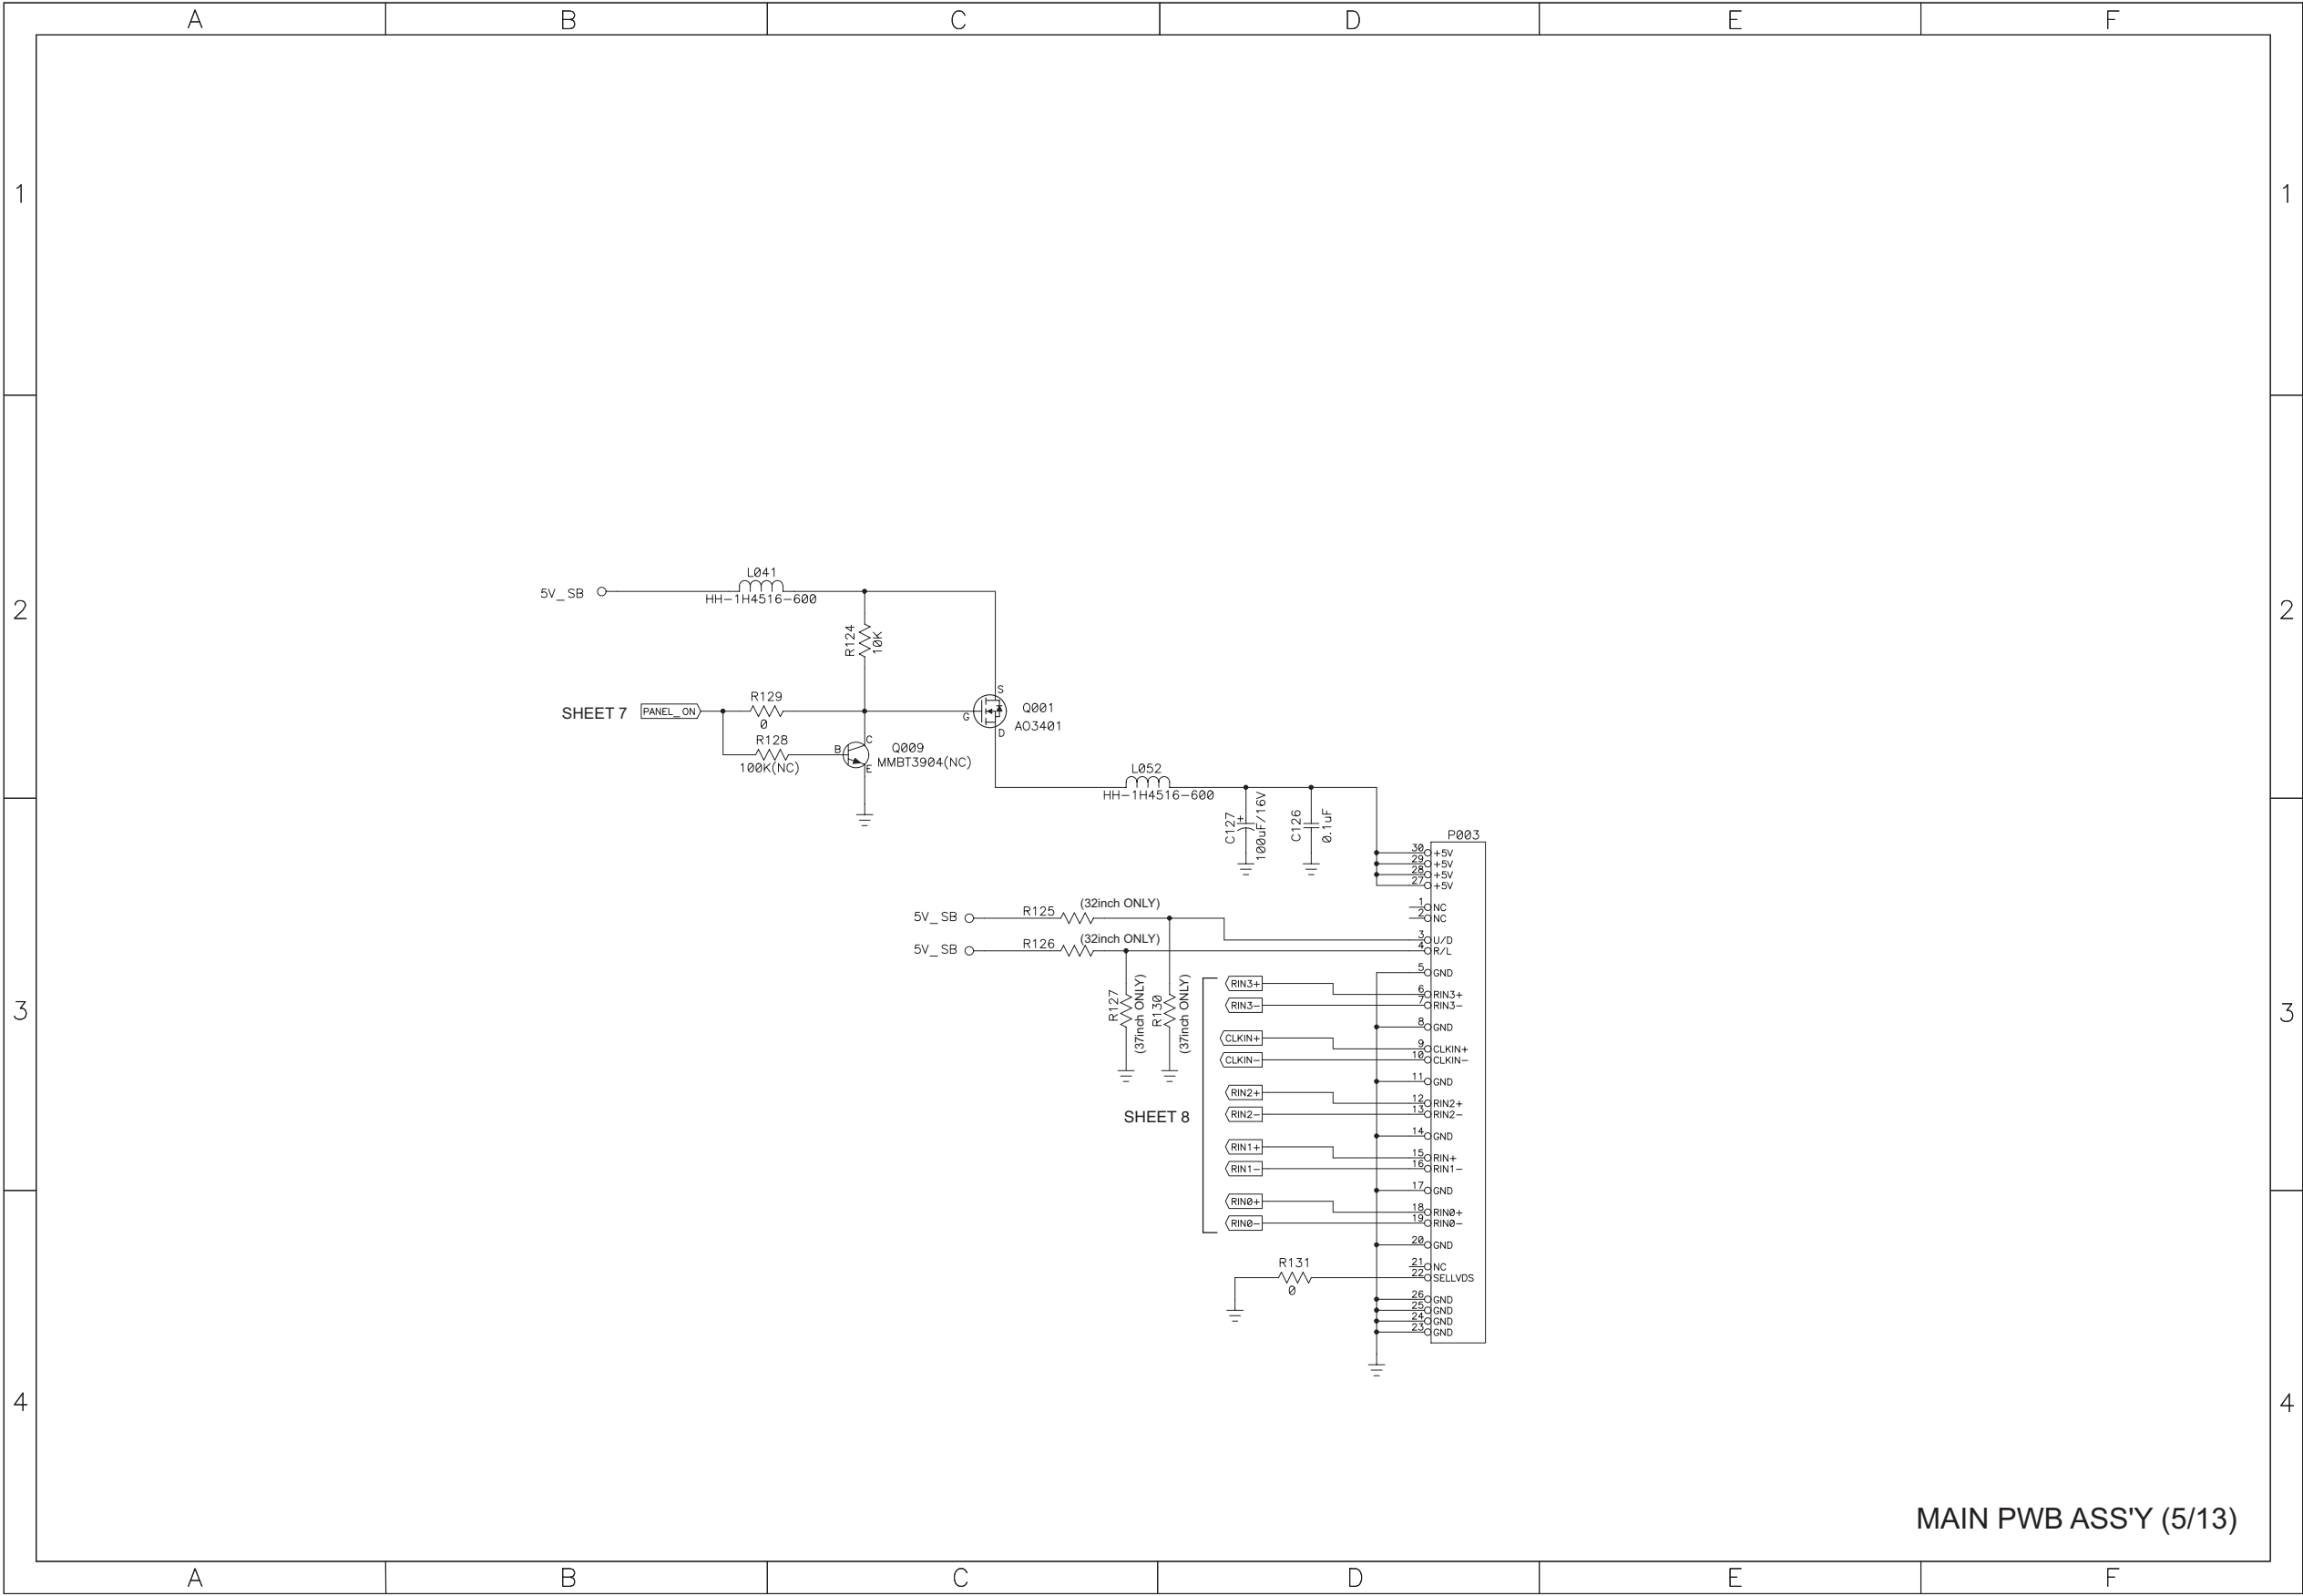 A B C D E F
1 1
L041
5V_SB
HH-1H4516-600
2 2
R124
10K
S
R129
SHEET 7 PANEL_ON
G
Q001
0
AO3401
D
R128
C
B
Q009
100K(NC)
MMBT3904(NC)
E
L052
HH-1H4516-600
C127
+
100uF/16V
C126
0.1uF
P003
30 +5V
29 +5V
28 +5V
27 +5V
1 NC
2 NC
5V_SB R125 (32inch ONLY)
3 U/D
5V_SB R126 (32inch ONLY)
4 R/L
5 GND
R127
(37inch ONLY)
R130
(37inch ONLY)
RIN3+ 6 RIN3+
RIN3- 7 RIN3-
3 3
8 GND
CLKIN+ 9 CLKIN+
CLKIN- 10 CLKIN-
11 GND
RIN2+ 12 RIN2+
RIN2- 13 RIN2-
SHEET 8
14 GND
RIN1+ 15 RIN+
RIN1- 16 RIN1-
17 GND
RIN0+ 18 RIN0+
RIN0- 19 RIN0-
20 GND
21 NC
R131
0
22 SELLVDS
26 GND
25 GND
24 GND
23 GND
4 4
MAIN PWB ASS'Y (5/13)
A B C D E F